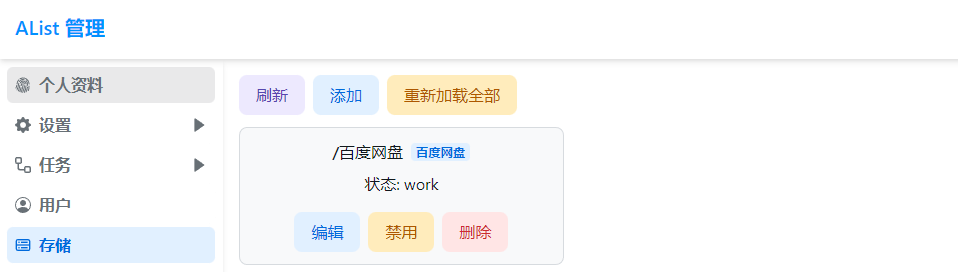 AList 管理
个人资料
设置
任务
用户
存储
刷新 添加 重新加载全部
/百度网盘 百度网盘
状态: work
编辑 禁用 删除